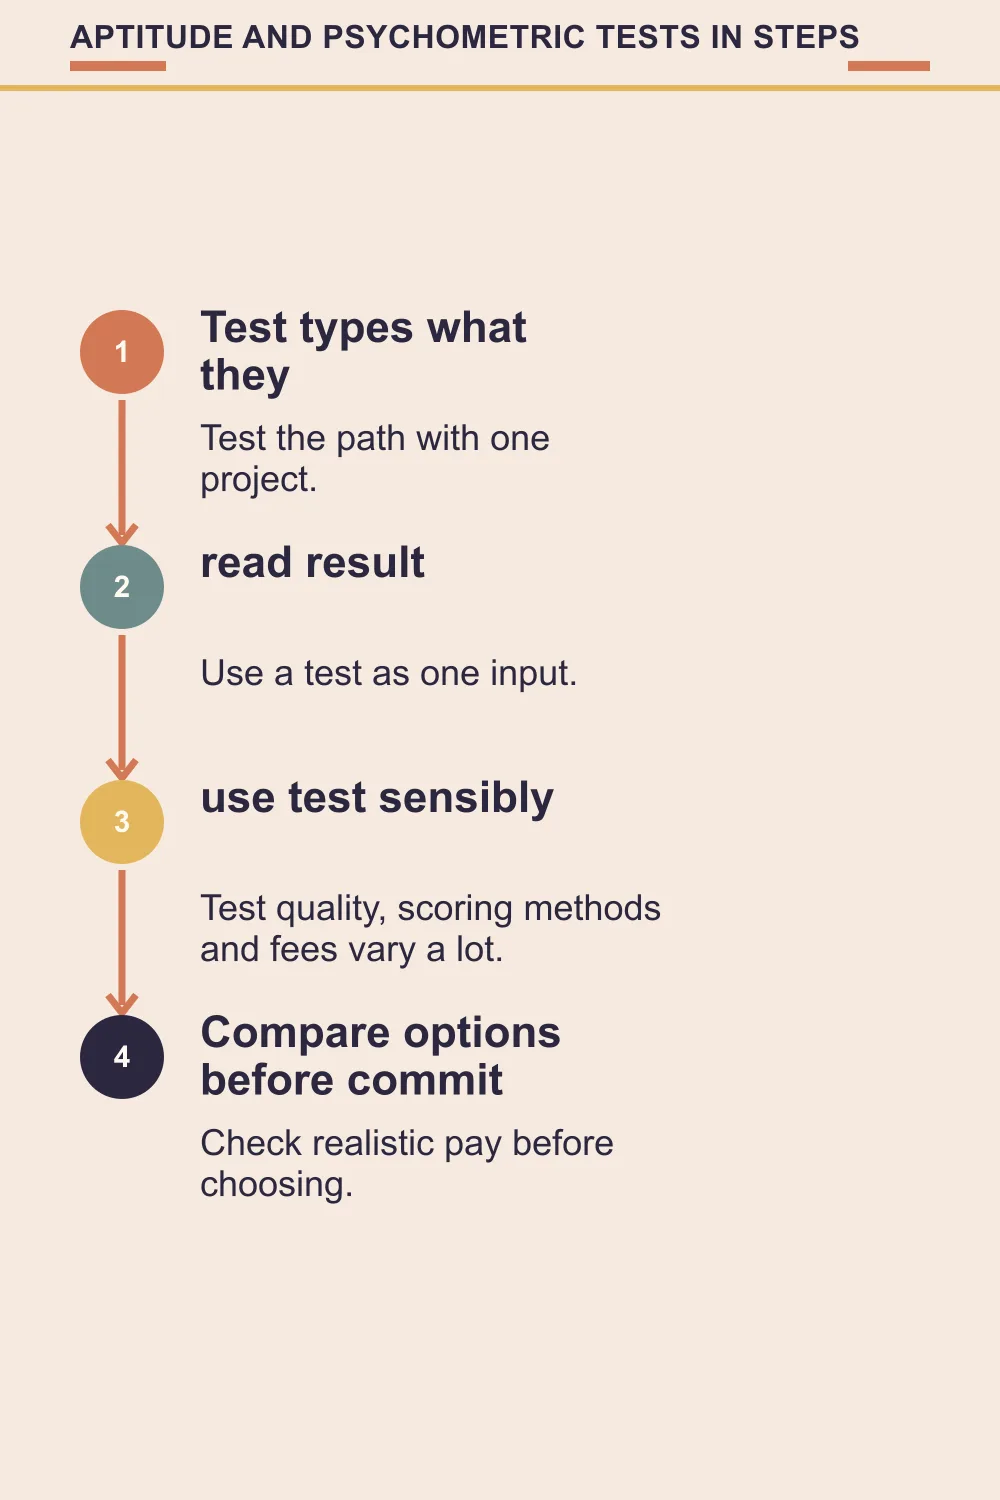 APTITUDE AND PSYCHOMETRIC TESTS IN STEPS
1
Test types what
they
Test the path with one
project.
2
read result
Use a test as one input.
3
use test sensibly
Test quality, scoring methods
and fees vary a lot.
4
Compare options
before commit
Check realistic pay before
choosing.